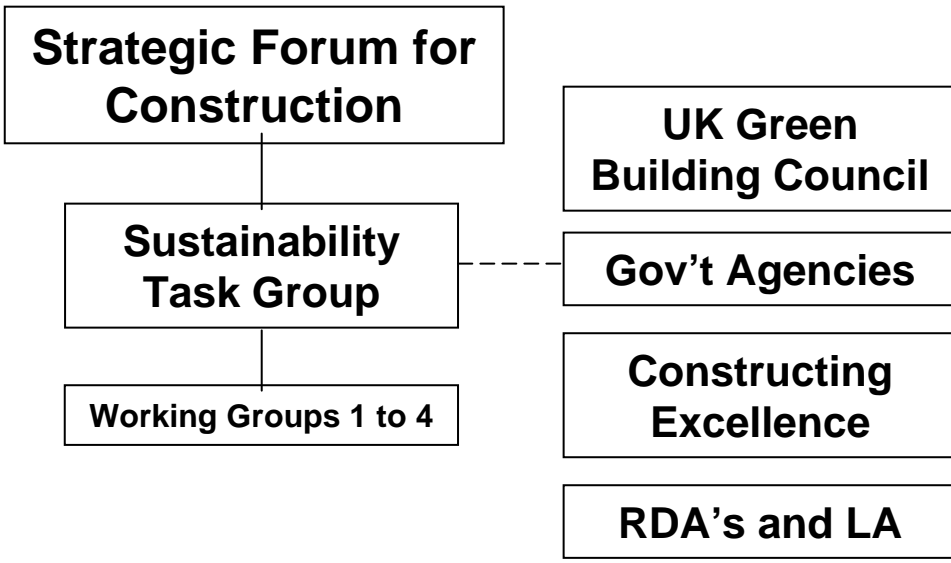 Strategic Forum for
Construction
Sustainability
Task Group
Working Groups 1 to 4
UK Green
Building Council
Gov’t Agencies
Constructing
Excellence
RDA’s and LA